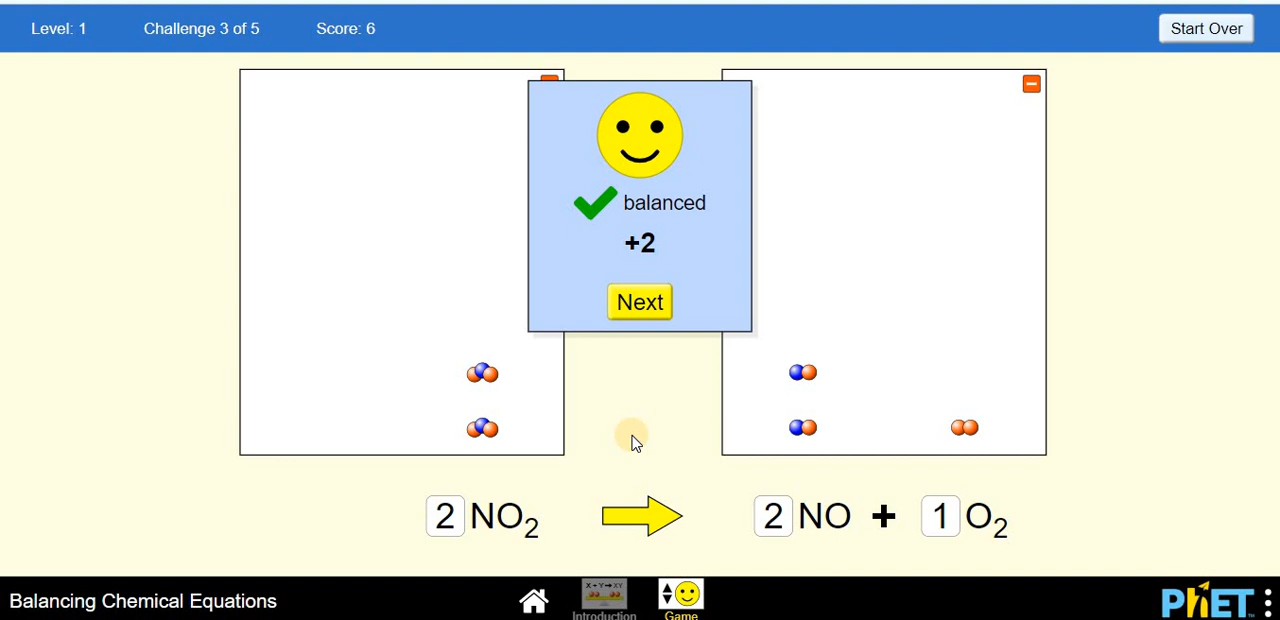 Level: 1 Challenge 3 of 5 Score: 6 Start Over
balanced
+2
Next
2 NO₂ 2 NO + 1 O₂
X + Y → XY
Balancing Chemical Equations Introduction Game PhET